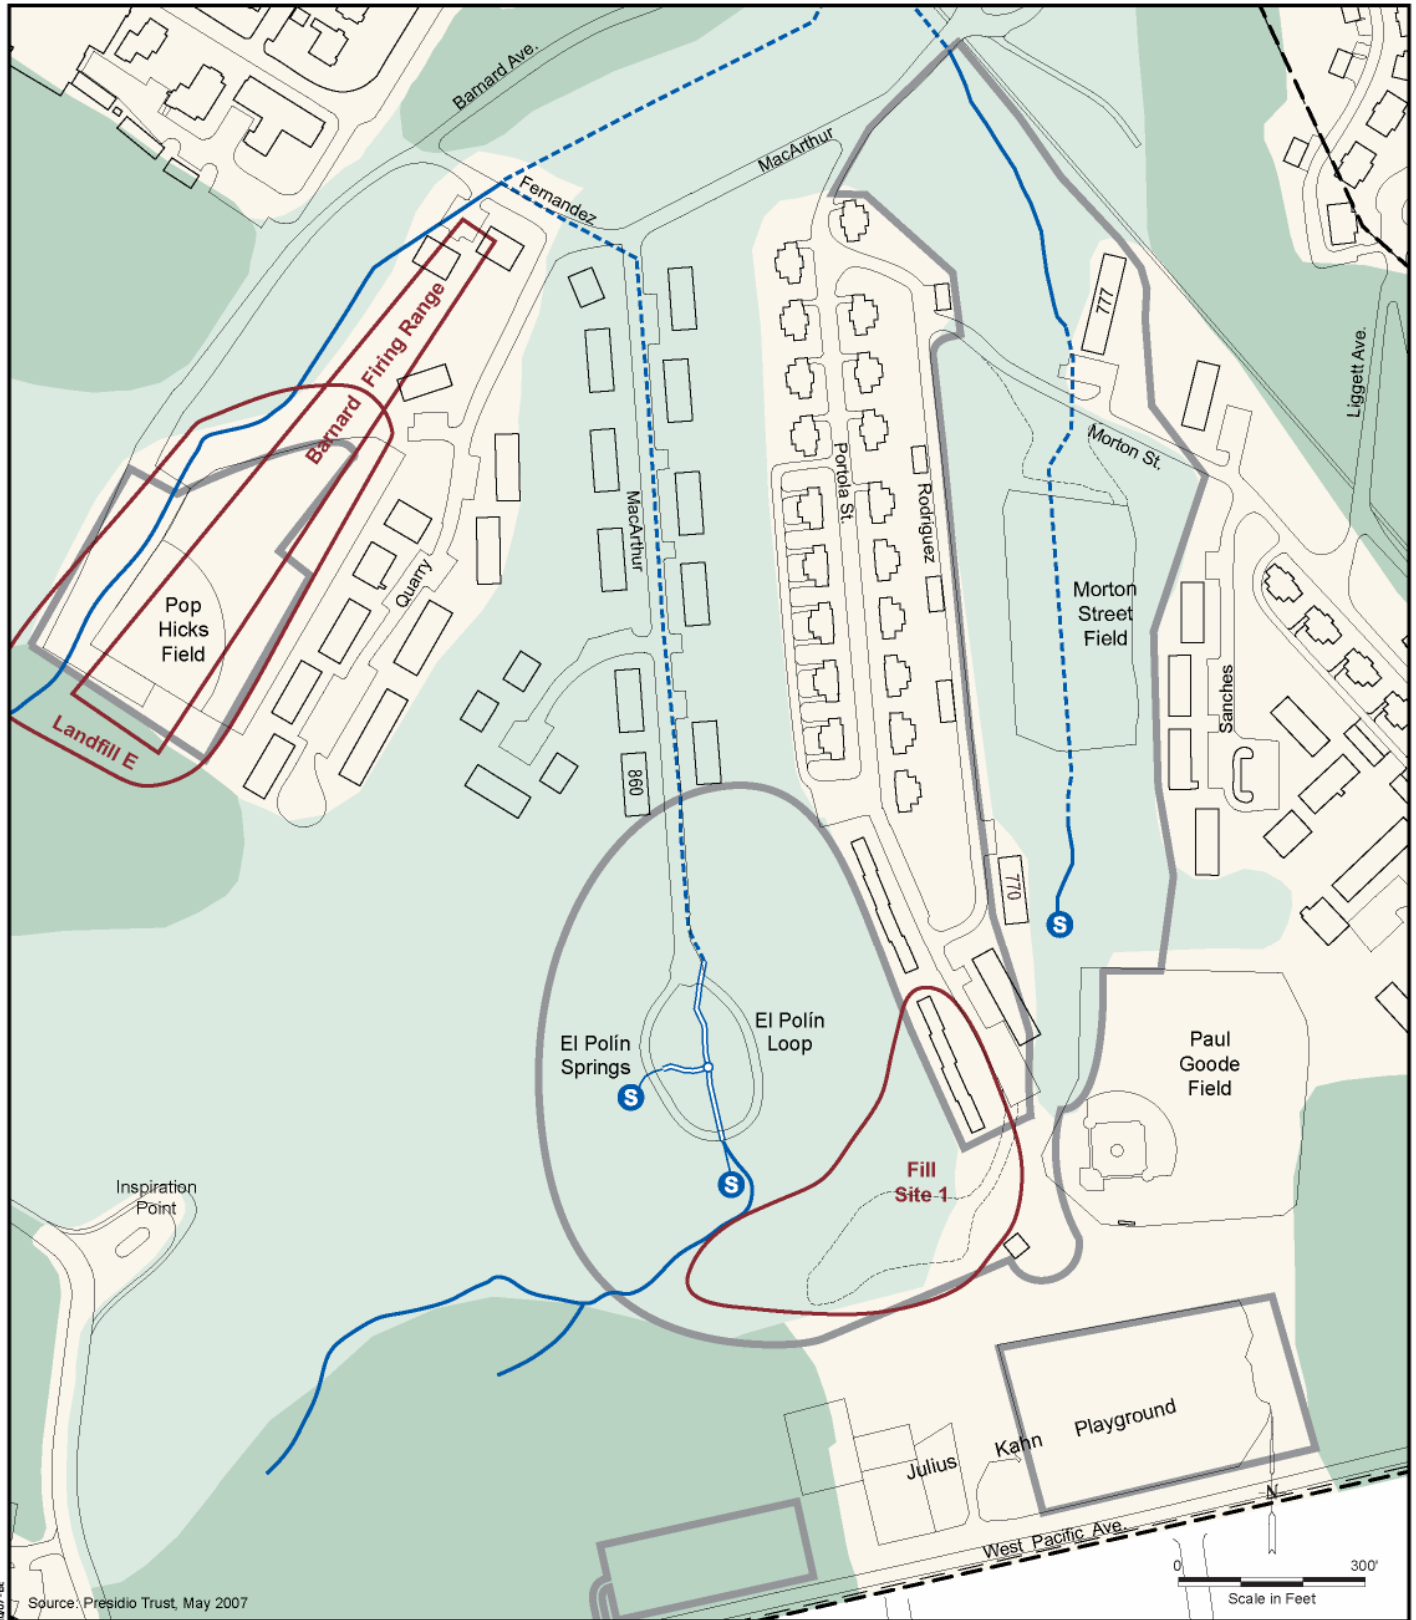 Barnard Ave.
MacArthur
Fernandez
Barnard Firing Range
777
Liggett Ave.
Morton St.
Portola St.
Rodriguez
MacArthur
Quarry
Pop
Hicks
Field
Morton
Street
Field
Sanches
Landfill E
860
770
S
El Polín
Springs
El Polín
Loop
S
Paul
Goode
Field
S
Fill
Site 1
Inspiration
Point
Julius Kahn Playground
N
West Pacific Ave.
0 300'
Scale in Feet
Source: Presidio Trust, May 2007